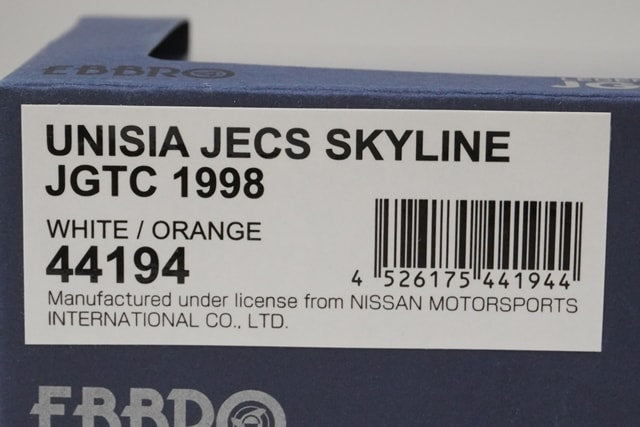 EBBRO
UNISIA JECS SKYLINE
JGTC 1998
WHITE / ORANGE
44194
4 526175 441944
Manufactured under license from NISSAN MOTORSPORTS
INTERNATIONAL CO., LTD.
EBBRO